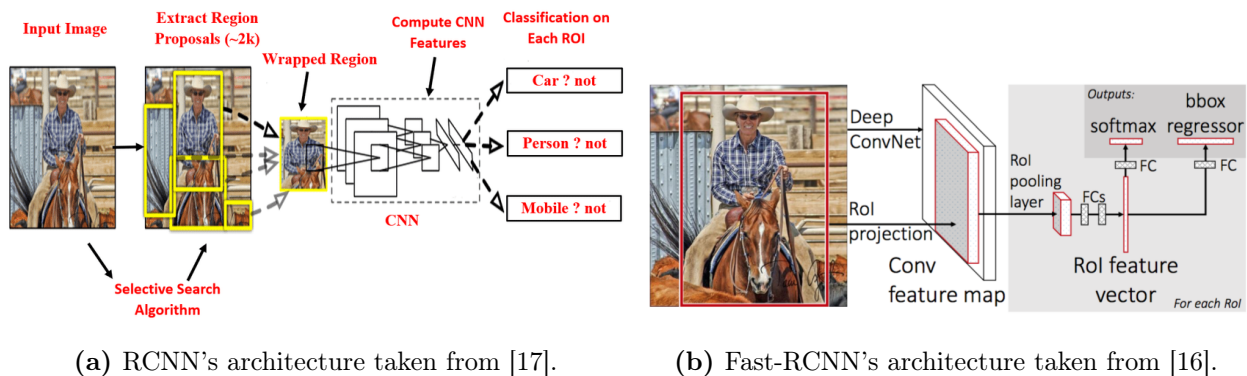 Input Image
Extract Region
Proposals (~2k)
Wrapped Region
Compute CNN
Features
Classification on
Each ROI
Car ? not
Person ? not
Mobile ? not
CNN
Selective Search
Algorithm
(a) RCNN's architecture taken from [17].
Deep
ConvNet
RoI
projection
Conv
feature map
RoI
pooling
layer
FCs
Outputs:
softmax
bbox
regressor
FC
FC
RoI feature
vector
For each RoI
(b) Fast-RCNN's architecture taken from [16].